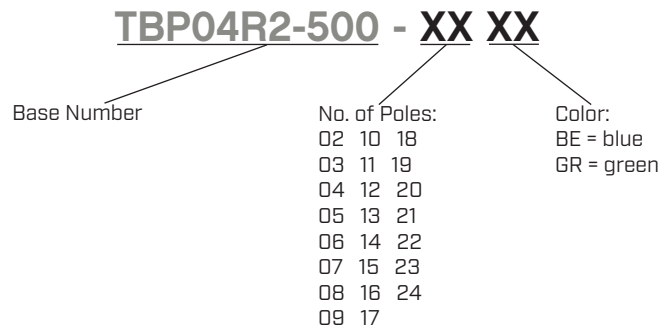 TBP04R2-500 - XX XX
Base Number
No. of Poles:
02 10 18
03 11 19
04 12 20
05 13 21
06 14 22
07 15 23
08 16 24
09 17
Color:
BE = blue
GR = green